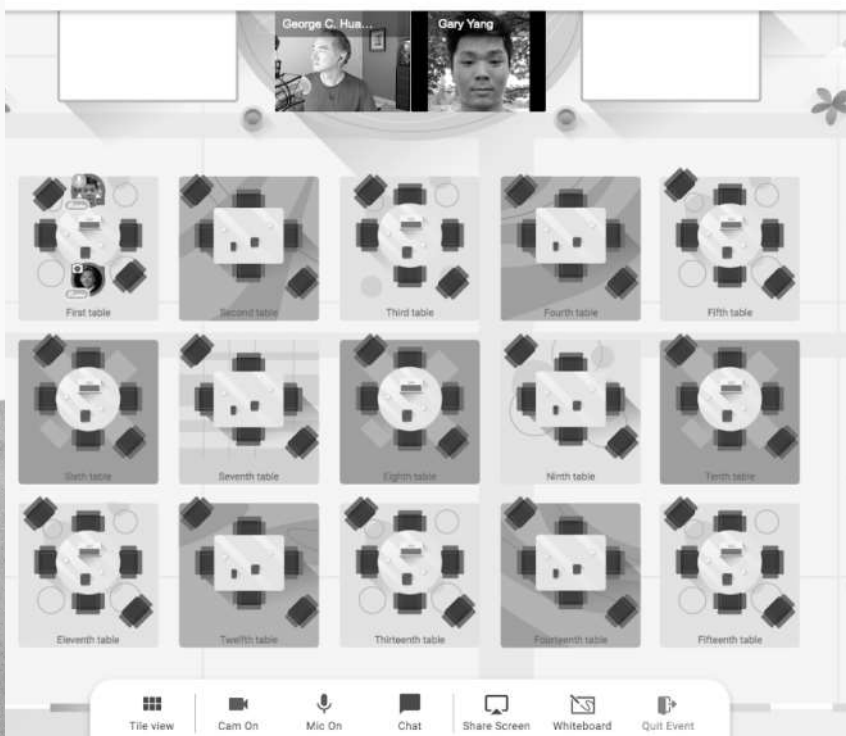 George C. Hua...
Gary Yang
First table
Second table
Third table
Fourth table
Fifth table
Sixth table
Seventh table
Eighth table
Ninth table
Tenth table
Eleventh table
Twelfth table
Thirteenth table
Fourteenth table
Fifteenth table
Tile view
Cam On
Mic On
Chat
Share Screen
Whiteboard
Quit Event